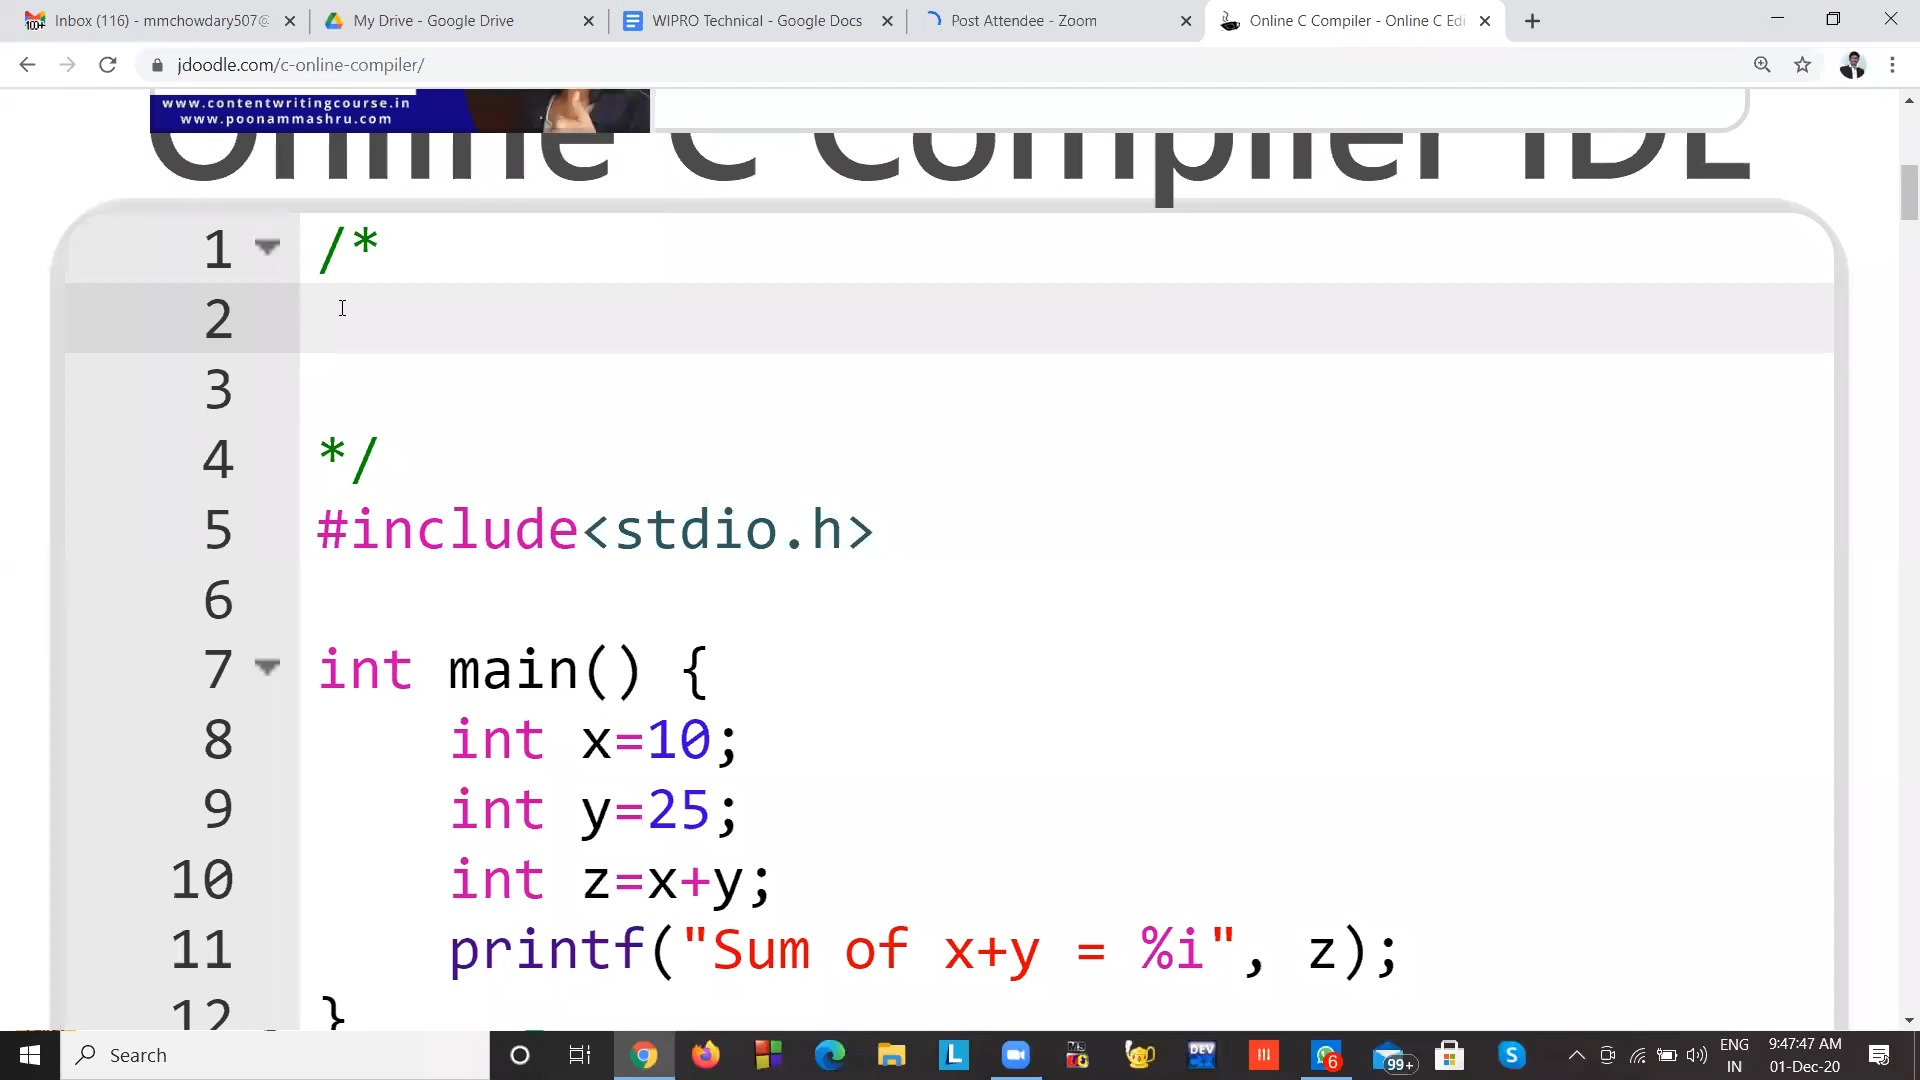 Inbox (116) - mmchowdary507@
My Drive - Google Drive
WIPRO Technical - Google Docs
Post Attendee - Zoom
Online C Compiler - Online C Edi
jdoodle.com/c-online-compiler/
www.contentwritingcourse.in
www.poonammashru.com
Online C Compiler IDE
1 /*
2
3
4 */
5 #include<stdio.h>
6
7 int main() {
8 int x=10;
9 int y=25;
10 int z=x+y;
11 printf("Sum of x+y = %i", z);
12 }
Search
DEV
6
99+
ENG
IN
9:47:47 AM
01-Dec-20